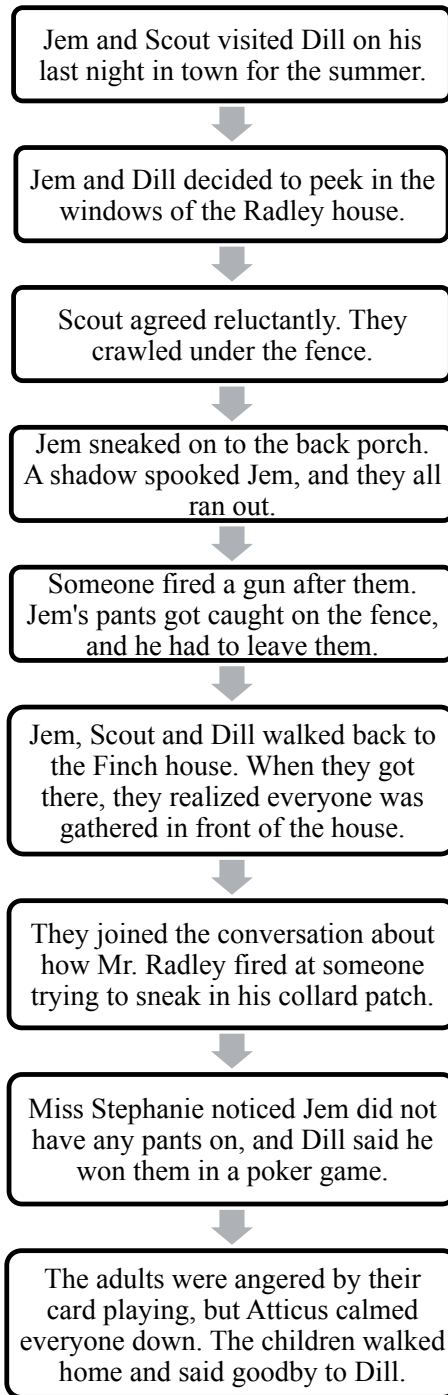 Jem and Scout visited Dill on his
last night in town for the summer.
Jem and Dill decided to peek in the
windows of the Radley house.
Scout agreed reluctantly. They
crawled under the fence.
Jem sneaked on to the back porch.
A shadow spooked Jem, and they all
ran out.
Someone fired a gun after them.
Jem's pants got caught on the fence,
and he had to leave them.
Jem, Scout and Dill walked back to
the Finch house. When they got
there, they realized everyone was
gathered in front of the house.
They joined the conversation about
how Mr. Radley fired at someone
trying to sneak in his collard patch.
Miss Stephanie noticed Jem did not
have any pants on, and Dill said he
won them in a poker game.
The adults were angered by their
card playing, but Atticus calmed
everyone down. The children walked
home and said goodby to Dill.